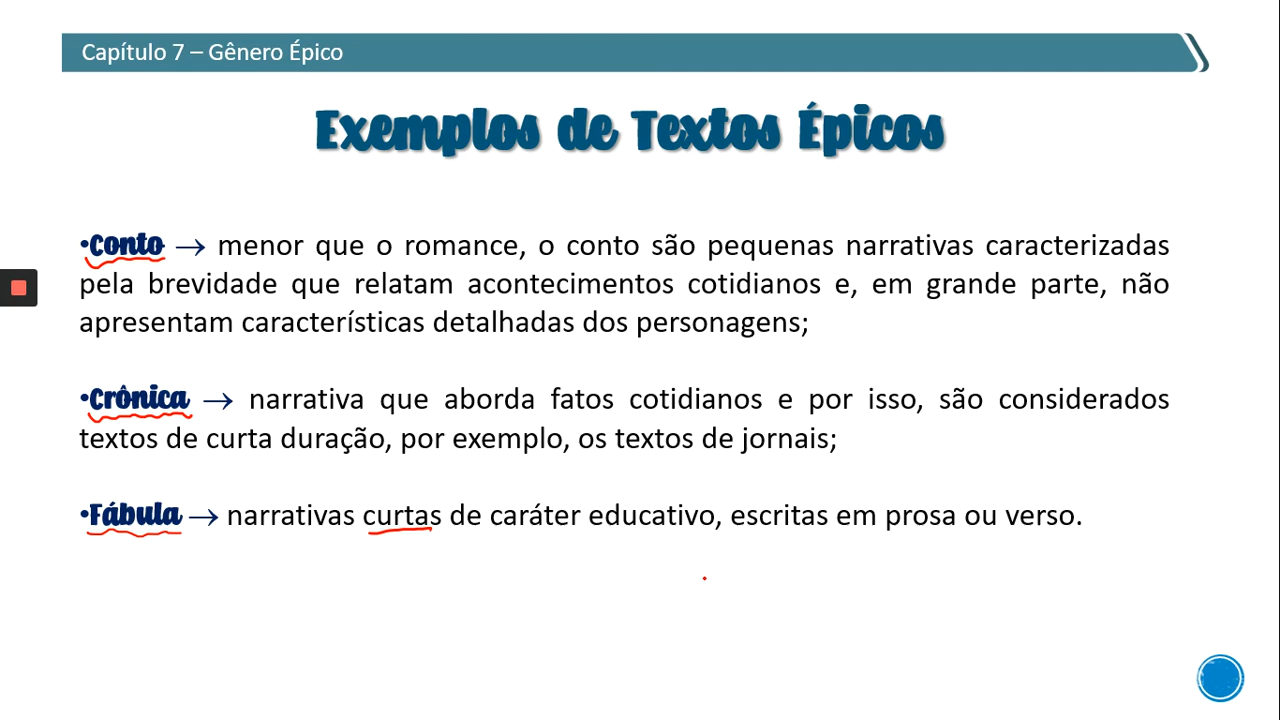 Capítulo 7 – Gênero Épico
Exemplos de Textos Épicos
•Conto → menor que o romance, o conto são pequenas narrativas caracterizadas
pela brevidade que relatam acontecimentos cotidianos e, em grande parte, não
apresentam características detalhadas dos personagens;
•Crônica → narrativa que aborda fatos cotidianos e por isso, são considerados
textos de curta duração, por exemplo, os textos de jornais;
•Fábula → narrativas curtas de caráter educativo, escritas em prosa ou verso.